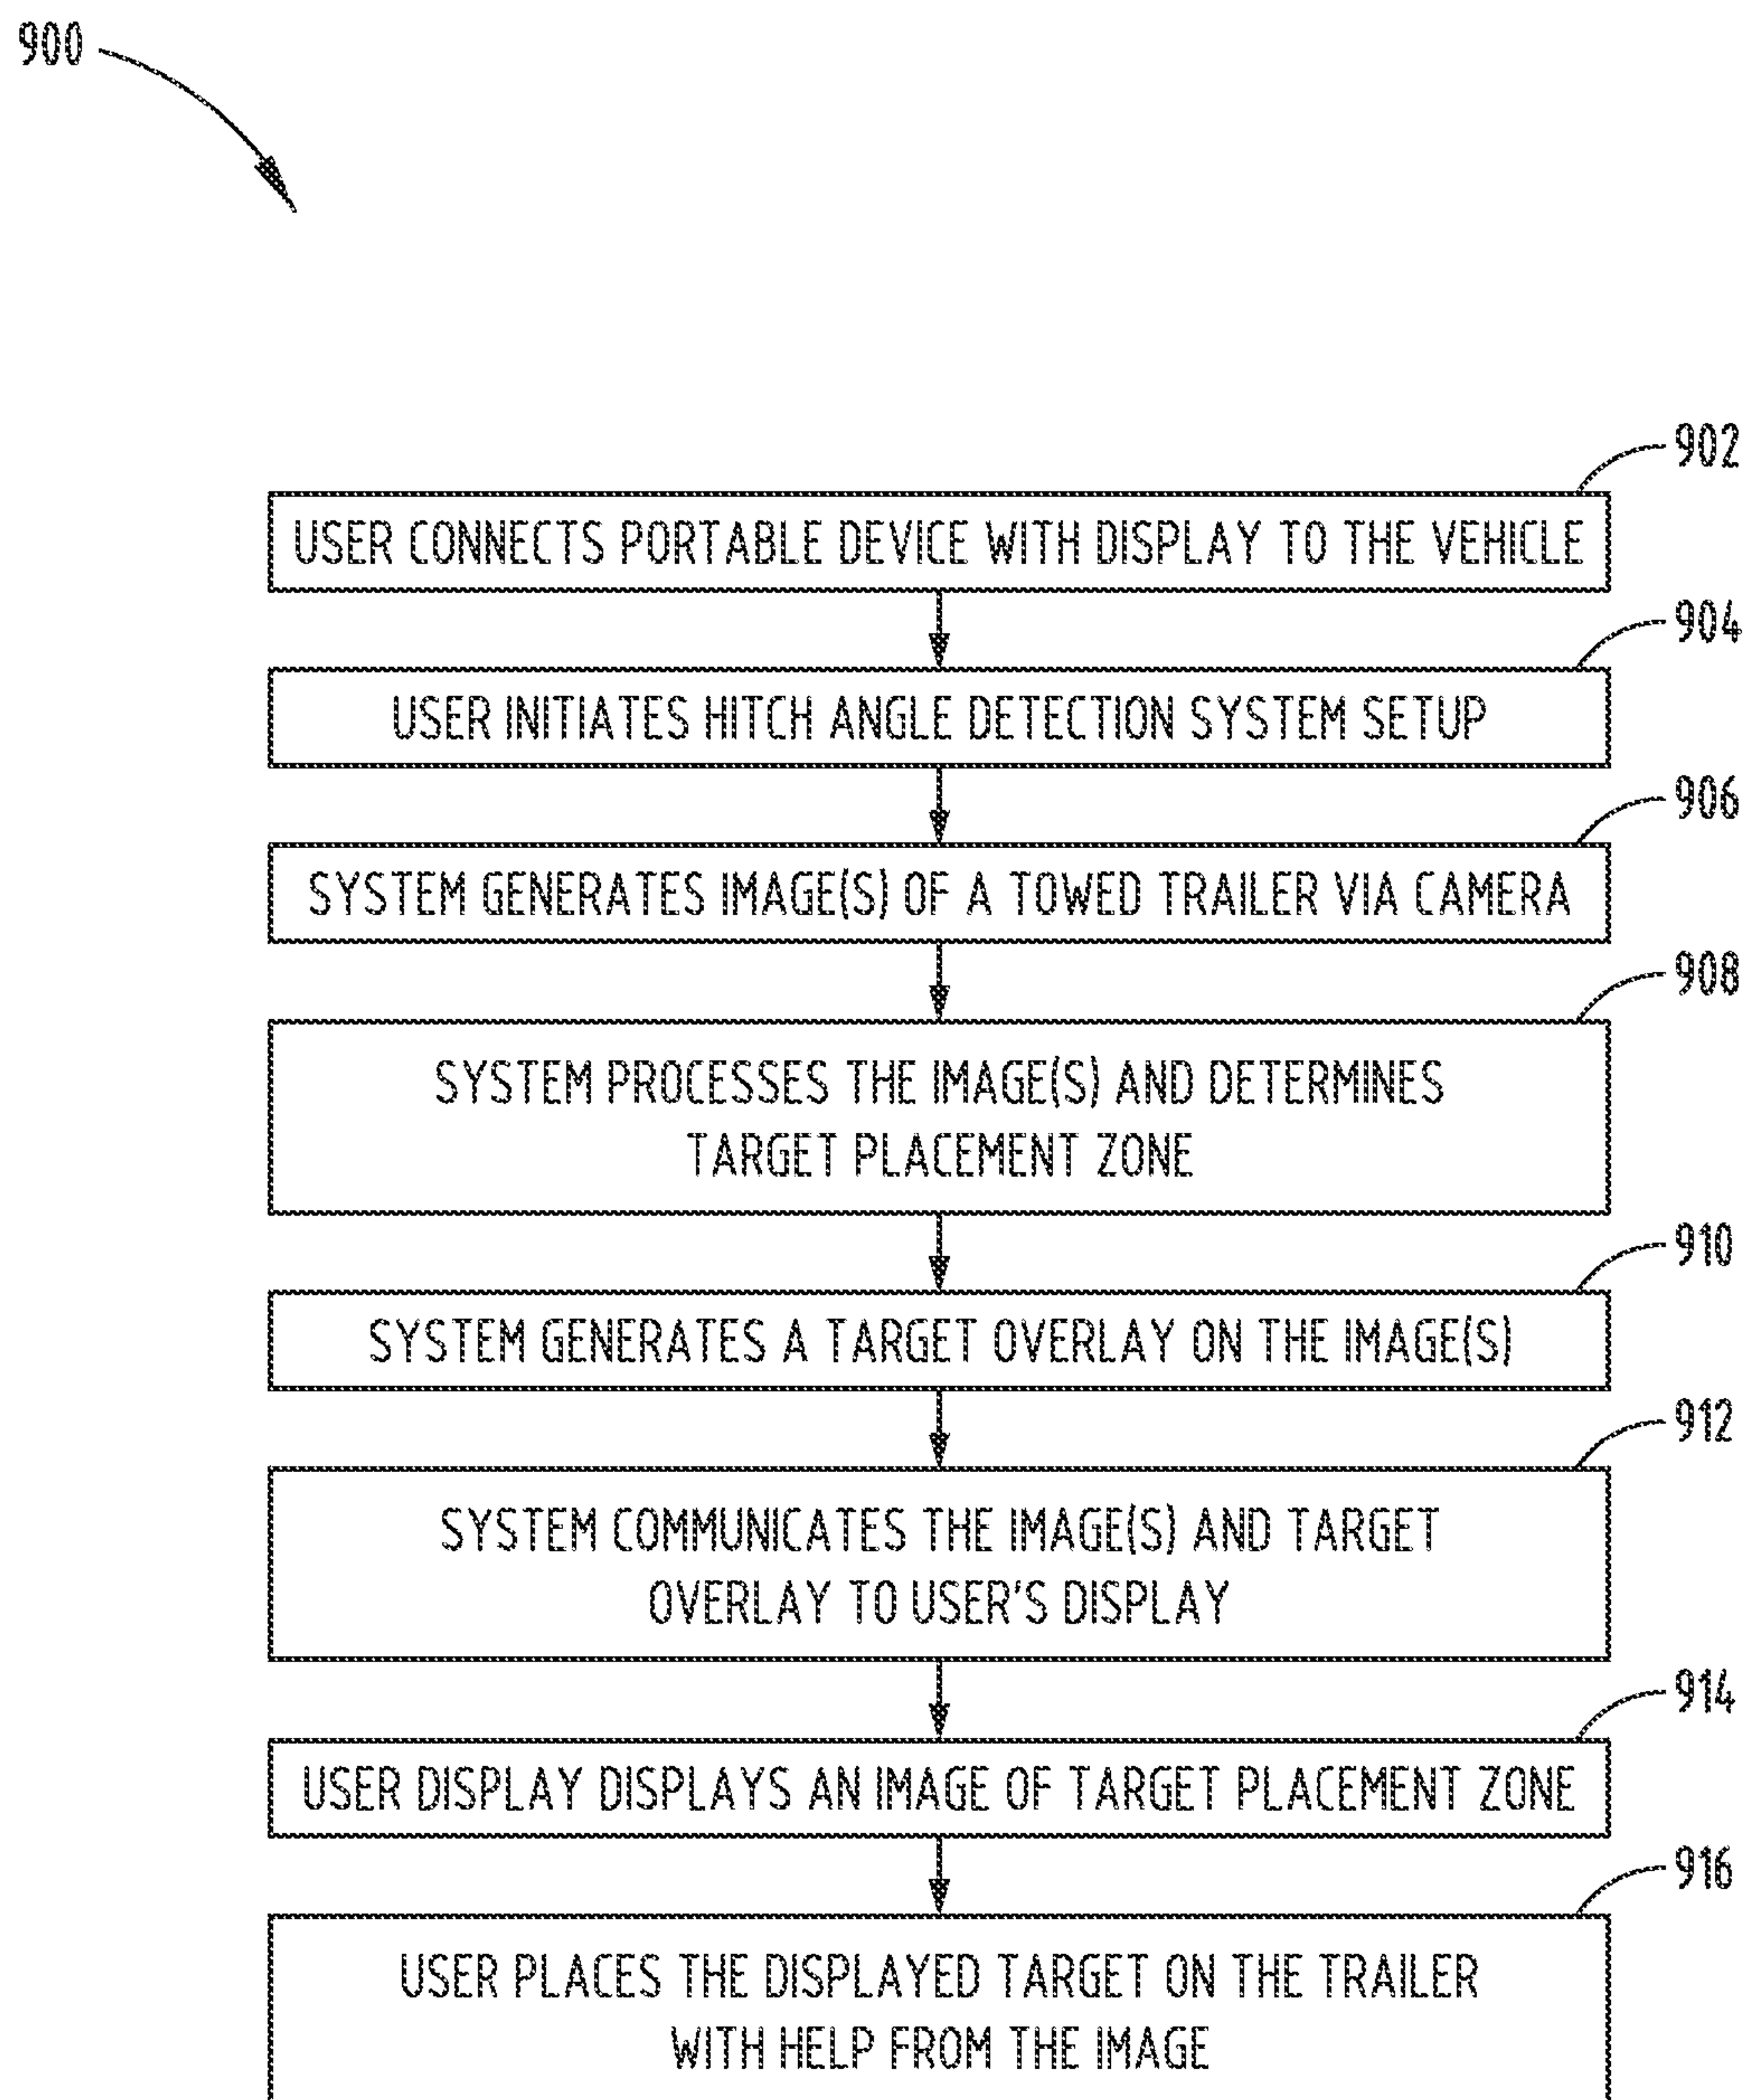 900
902
USER CONNECTS PORTABLE DEVICE WITH DISPLAY TO THE VEHICLE
904
USER INITIATES HITCH ANGLE DETECTION SYSTEM SETUP
906
SYSTEM GENERATES IMAGE(S) OF A TOWED TRAILER VIA CAMERA
908
SYSTEM PROCESSES THE IMAGE(S) AND DETERMINES
TARGET PLACEMENT ZONE
910
SYSTEM GENERATES A TARGET OVERLAY ON THE IMAGE(S)
912
SYSTEM COMMUNICATES THE IMAGE(S) AND TARGET
OVERLAY TO USER'S DISPLAY
914
USER DISPLAY DISPLAYS AN IMAGE OF TARGET PLACEMENT ZONE
916
USER PLACES THE DISPLAYED TARGET ON THE TRAILER
WITH HELP FROM THE IMAGE